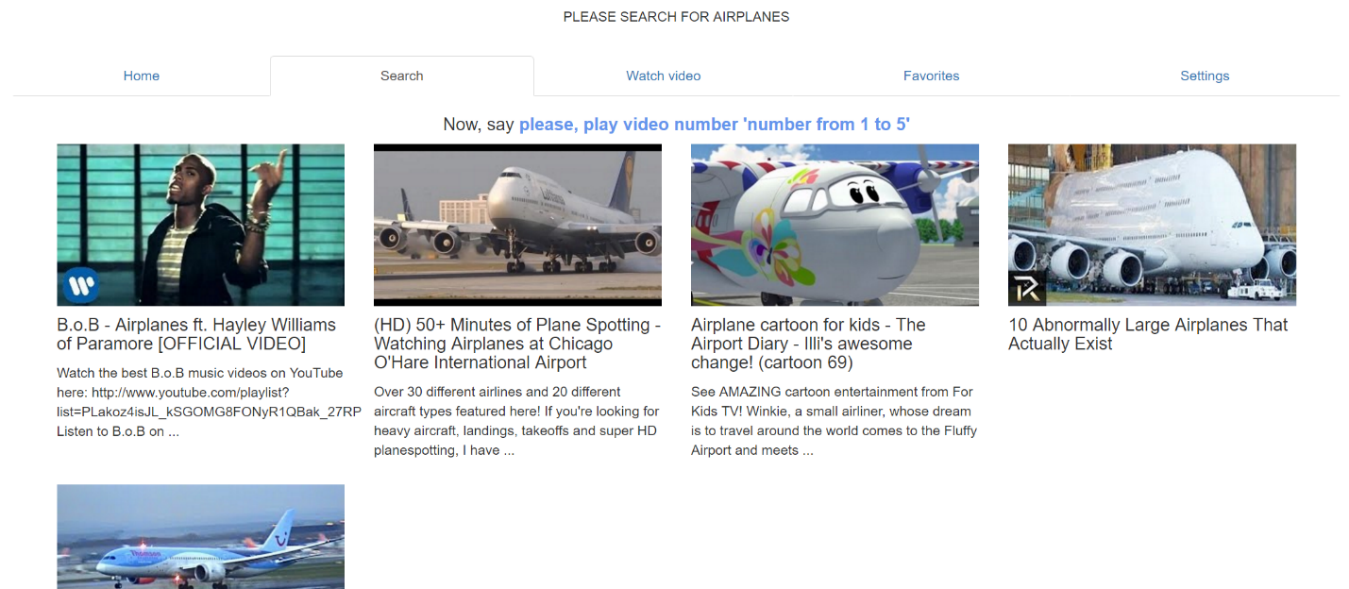 PLEASE SEARCH FOR AIRPLANES
Home
Search
Watch video
Favorites
Settings
Now, say please, play video number 'number from 1 to 5'
B.o.B - Airplanes ft. Hayley Williams
of Paramore [OFFICIAL VIDEO]
Watch the best B.o.B music videos on YouTube
here: http://www.youtube.com/playlist?
list=PLakoz4isJL_kSGOMG8FONyR1QBak_27RP
Listen to B.o.B on ...
(HD) 50+ Minutes of Plane Spotting -
Watching Airplanes at Chicago
O'Hare International Airport
Over 30 different airlines and 20 different
aircraft types featured here! If you're looking for
heavy aircraft, landings, takeoffs and super HD
planespotting, I have ...
Airplane cartoon for kids - The
Airport Diary - Illi's awesome
change! (cartoon 69)
See AMAZING cartoon entertainment from For
Kids TV! Winkie, a small airliner, whose dream
is to travel around the world comes to the Fluffy
Airport and meets ...
10 Abnormally Large Airplanes That
Actually Exist
Thomson